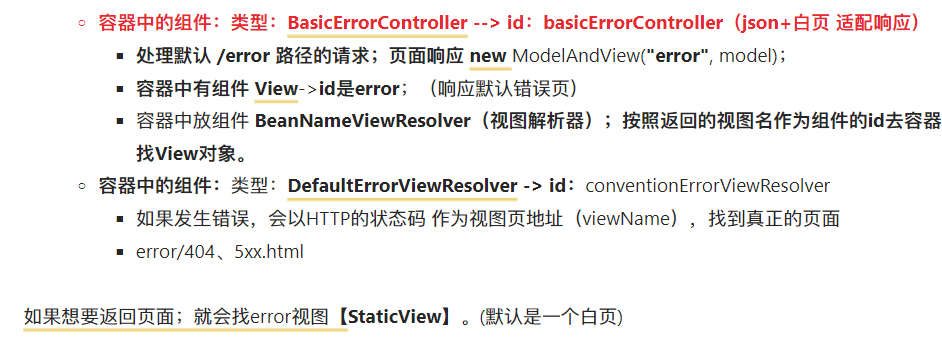 容器中的组件：类型：BasicErrorController --> id：basicErrorController（json+白页 适配响应）
处理默认 /error 路径的请求；页面响应 new ModelAndView("error", model)；
容器中有组件 View->id是error；（响应默认错误页）
容器中放组件 BeanNameViewResolver（视图解析器）；按照返回的视图名作为组件的id去容器
找View对象。
容器中的组件：类型：DefaultErrorViewResolver -> id：conventionErrorViewResolver
如果发生错误，会以HTTP的状态码 作为视图页地址（viewName），找到真正的页面
error/404、5xx.html
如果想要返回页面；就会找error视图【StaticView】。(默认是一个白页)